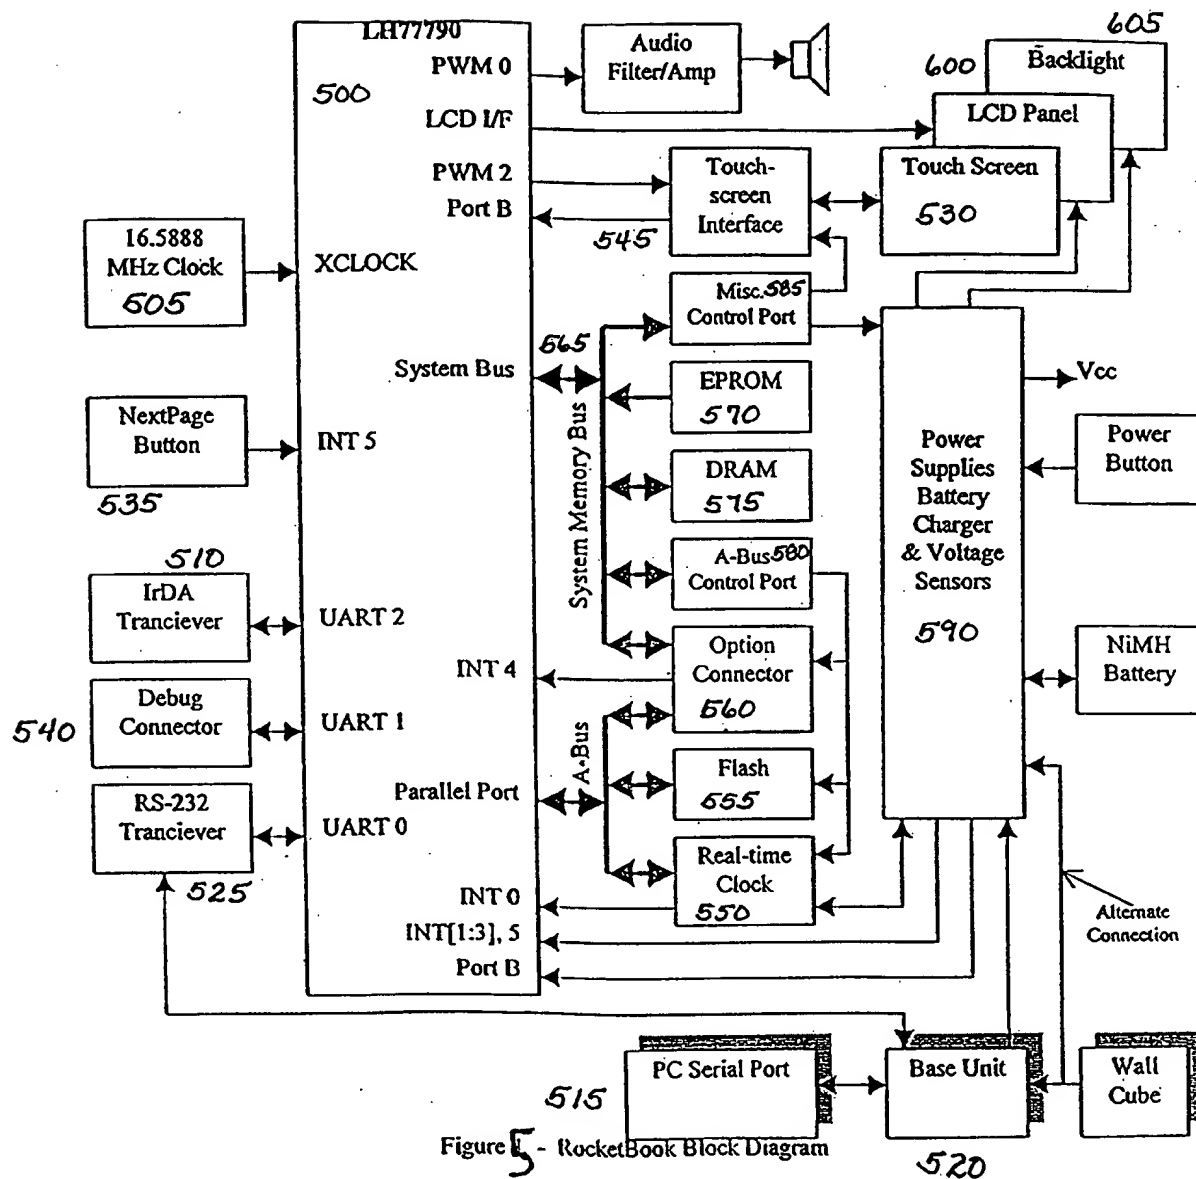 LH77790
500
PWM 0
LCD I/F
PWM 2
Port B
XCLOCK
System Bus
INT 5
UART 2
INT 4
UART 1
Parallel Port
UART 0
INT 0
INT[1:3], 5
Port B
Audio
Filter/Amp
605
Backlight
600
LCD Panel
Touch Screen
530
Touch-
screen
Interface
545
16.5888
MHz Clock
505
Misc. 585
Control Port
565
EPROM
570
System Memory Bus
DRAM
575
A-Bus 580
Control Port
Option
Connector
560
A-Bus
Flash
555
Real-time
Clock
550
NextPage
Button
535
510
IrDA
Tranciever
Debug
Connector
540
RS-232
Tranciever
525
Vcc
Power
Supplies
Battery
Charger
& Voltage
Sensors
590
Power
Button
NiMH
Battery
Alternate
Connection
PC Serial Port
515
Base Unit
520
Wall
Cube
Figure 5 - RocketBook Block Diagram